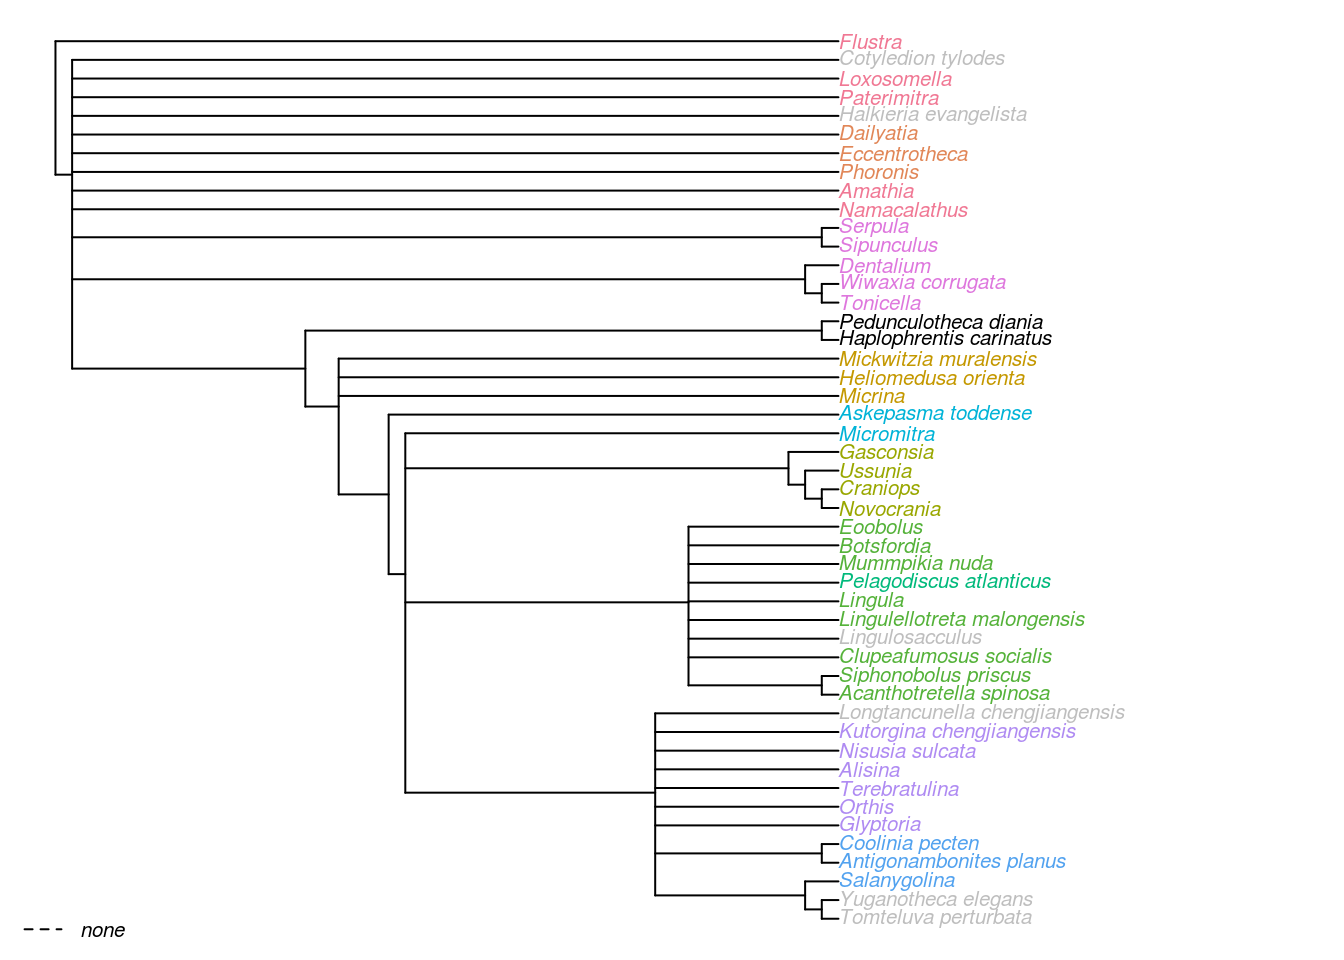 Flustra
Cotyledion tylodes
Loxosomella
Paterimitra
Halkieria evangelista
Dailyatia
Eccentrotheca
Phoronis
Amathia
Namacalathus
Serpula
Sipunculus
Dentalium
Wiwaxia corrugata
Tonicella
Pedunculotheca diania
Haplophrentis carinatus
Mickwitzia muralensis
Heliomedusa orienta
Micrina
Askepasma toddense
Micromitra
Gasconsia
Ussunia
Craniops
Novocrania
Eoobolus
Botsfordia
Mummpikia nuda
Pelagodiscus atlanticus
Lingula
Lingulellotreta malongensis
Lingulosacculus
Clupeafumosus socialis
Siphonobolus priscus
Acanthotretella spinosa
Longtancunella chengjiangensis
Kutorgina chengjiangensis
Nisusia sulcata
Alisina
Terebratulina
Orthis
Glyptoria
Coolinia pecten
Antigonambonites planus
Salanygolina
Yuganotheca elegans
Tomteluva perturbata
none